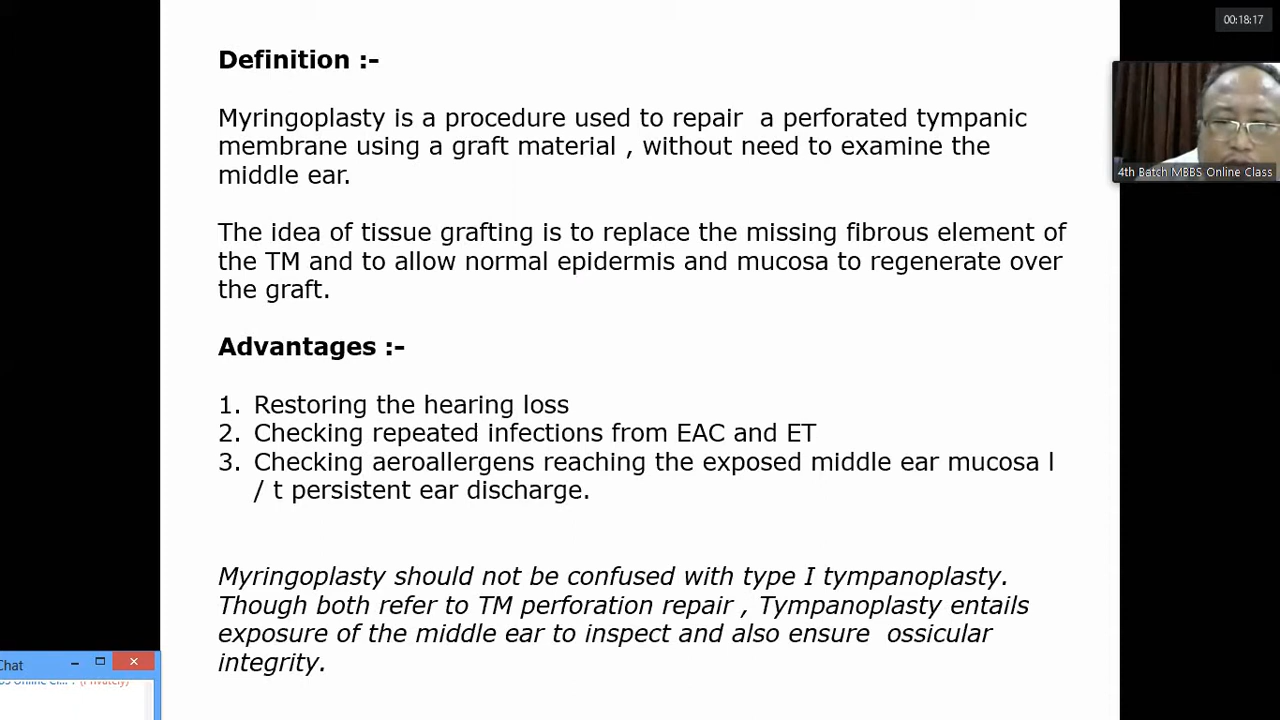 00:18:17
Definition :-
Myringoplasty is a procedure used to repair a perforated tympanic
membrane using a graft material , without need to examine the
middle ear.
The idea of tissue grafting is to replace the missing fibrous element of
the TM and to allow normal epidermis and mucosa to regenerate over
the graft.
Advantages :-
1. Restoring the hearing loss
2. Checking repeated infections from EAC and ET
3. Checking aeroallergens reaching the exposed middle ear mucosa l
/ t persistent ear discharge.
Myringoplasty should not be confused with type I tympanoplasty.
Though both refer to TM perforation repair , Tympanoplasty entails
exposure of the middle ear to inspect and also ensure ossicular
integrity.
4th Batch MBBS Online Class
Chat
(Privately)